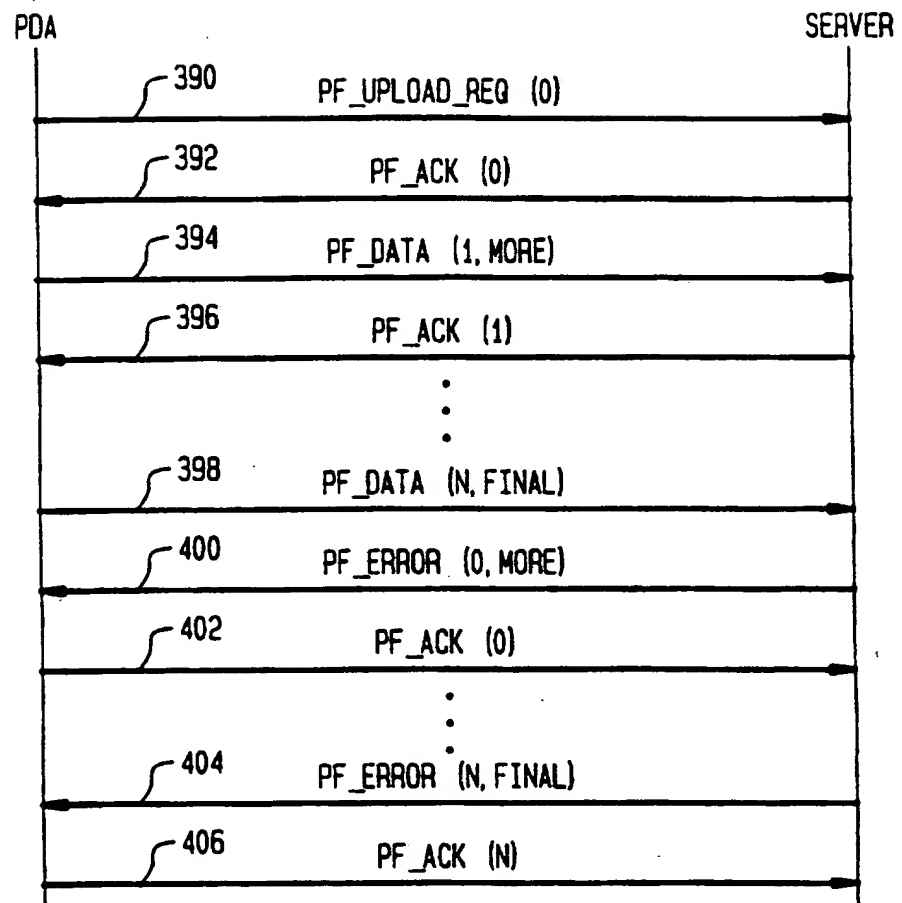 PDA SERVER
390 PF_UPLOAD_REQ (0)
392 PF_ACK (0)
394 PF_DATA (1, MORE)
396 PF_ACK (1)
398 PF_DATA (N, FINAL)
400 PF_ERROR (0, MORE)
402 PF_ACK (0)
404 PF_ERROR (N, FINAL)
406 PF_ACK (N)